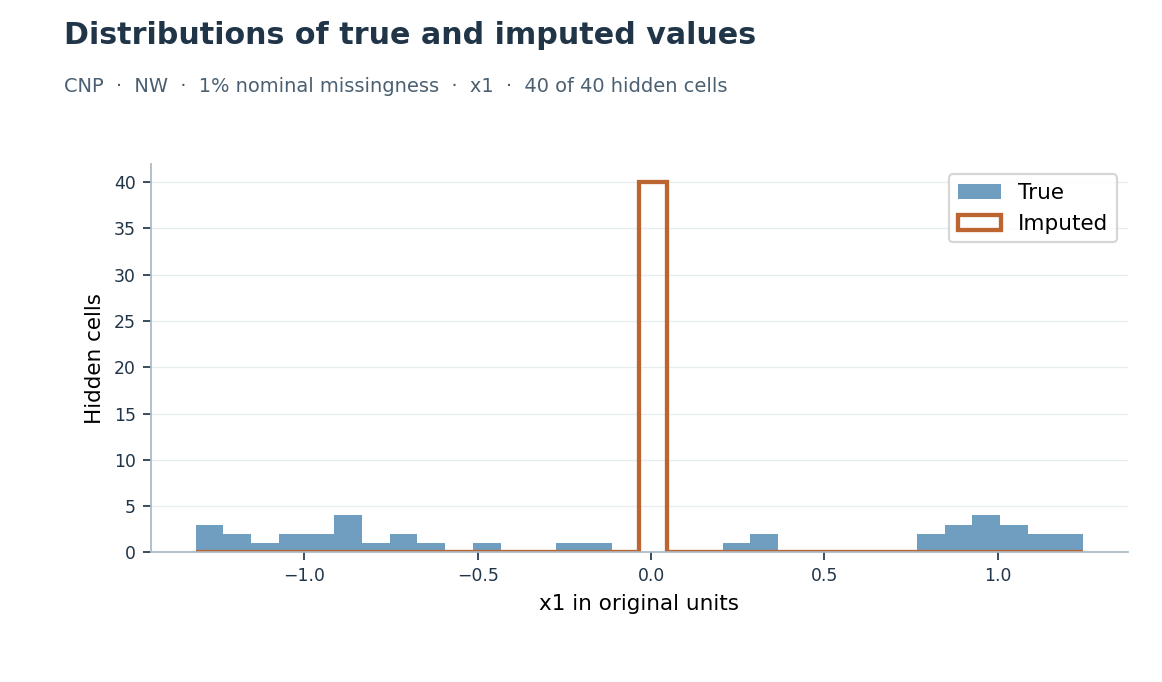 Distributions of true and imputed values
CNP · NW · 1% nominal missingness · x1 · 40 of 40 hidden cells
True
Imputed
Hidden cells
40
35
30
25
20
15
10
5
0
−1.0
−0.5
0.0
0.5
1.0
x1 in original units